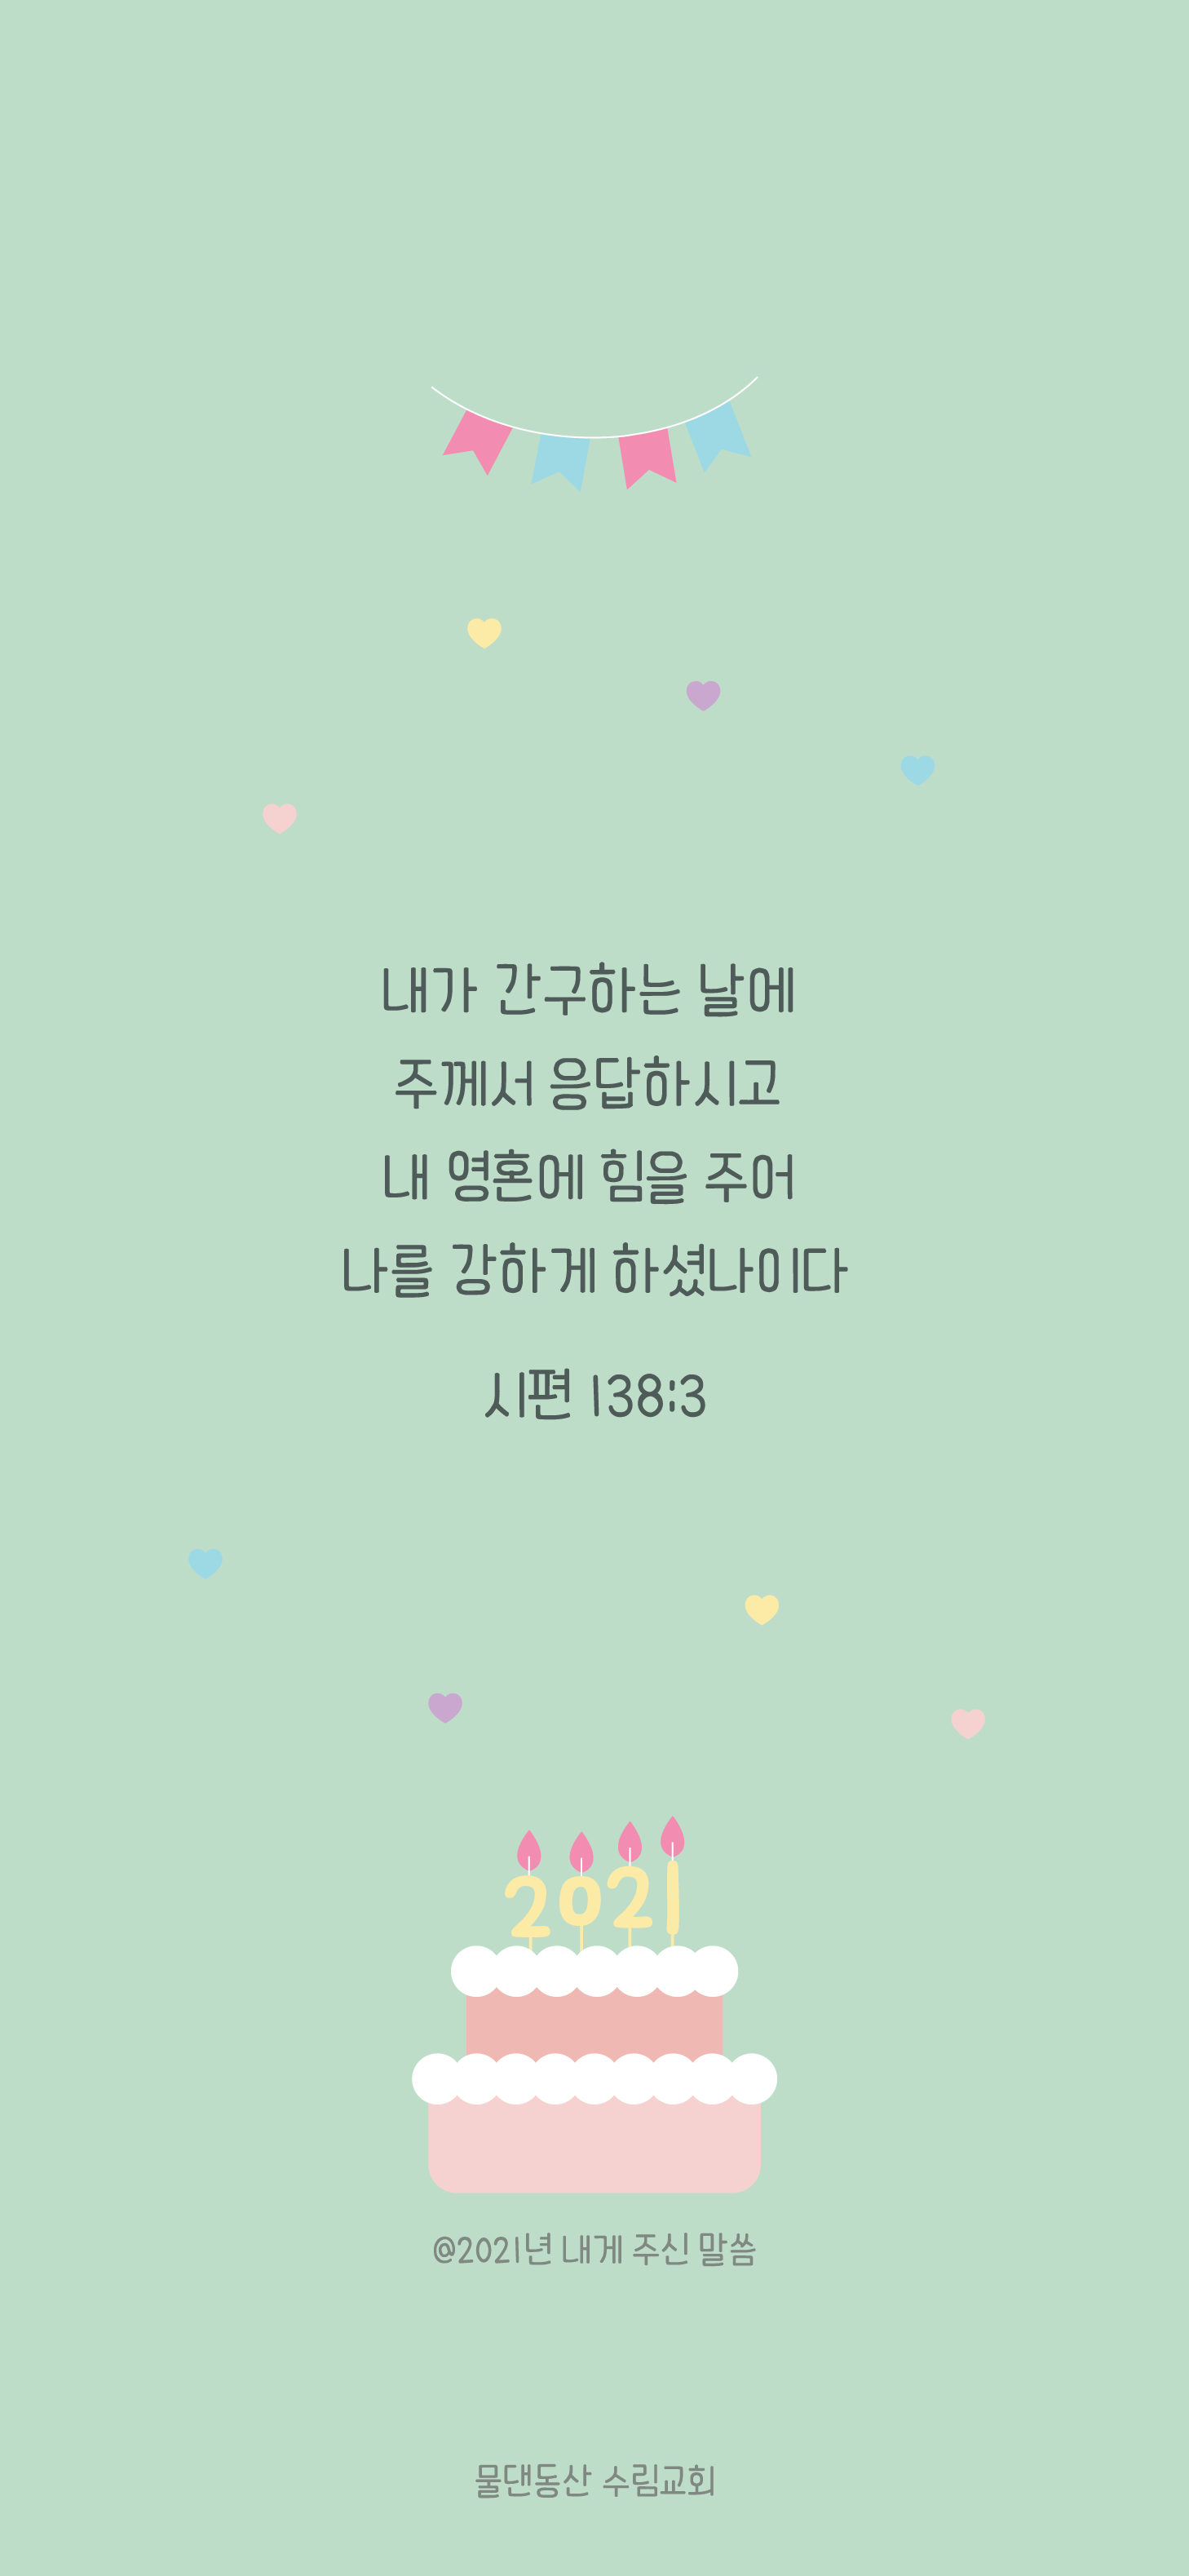 내가 간구하는 날에
주께서 응답하시고
내 영혼에 힘을 주어
나를 강하게 하셨나이다
시편 138:3
2021
@2021년 내게 주신 말씀
물댄동산 수림교회